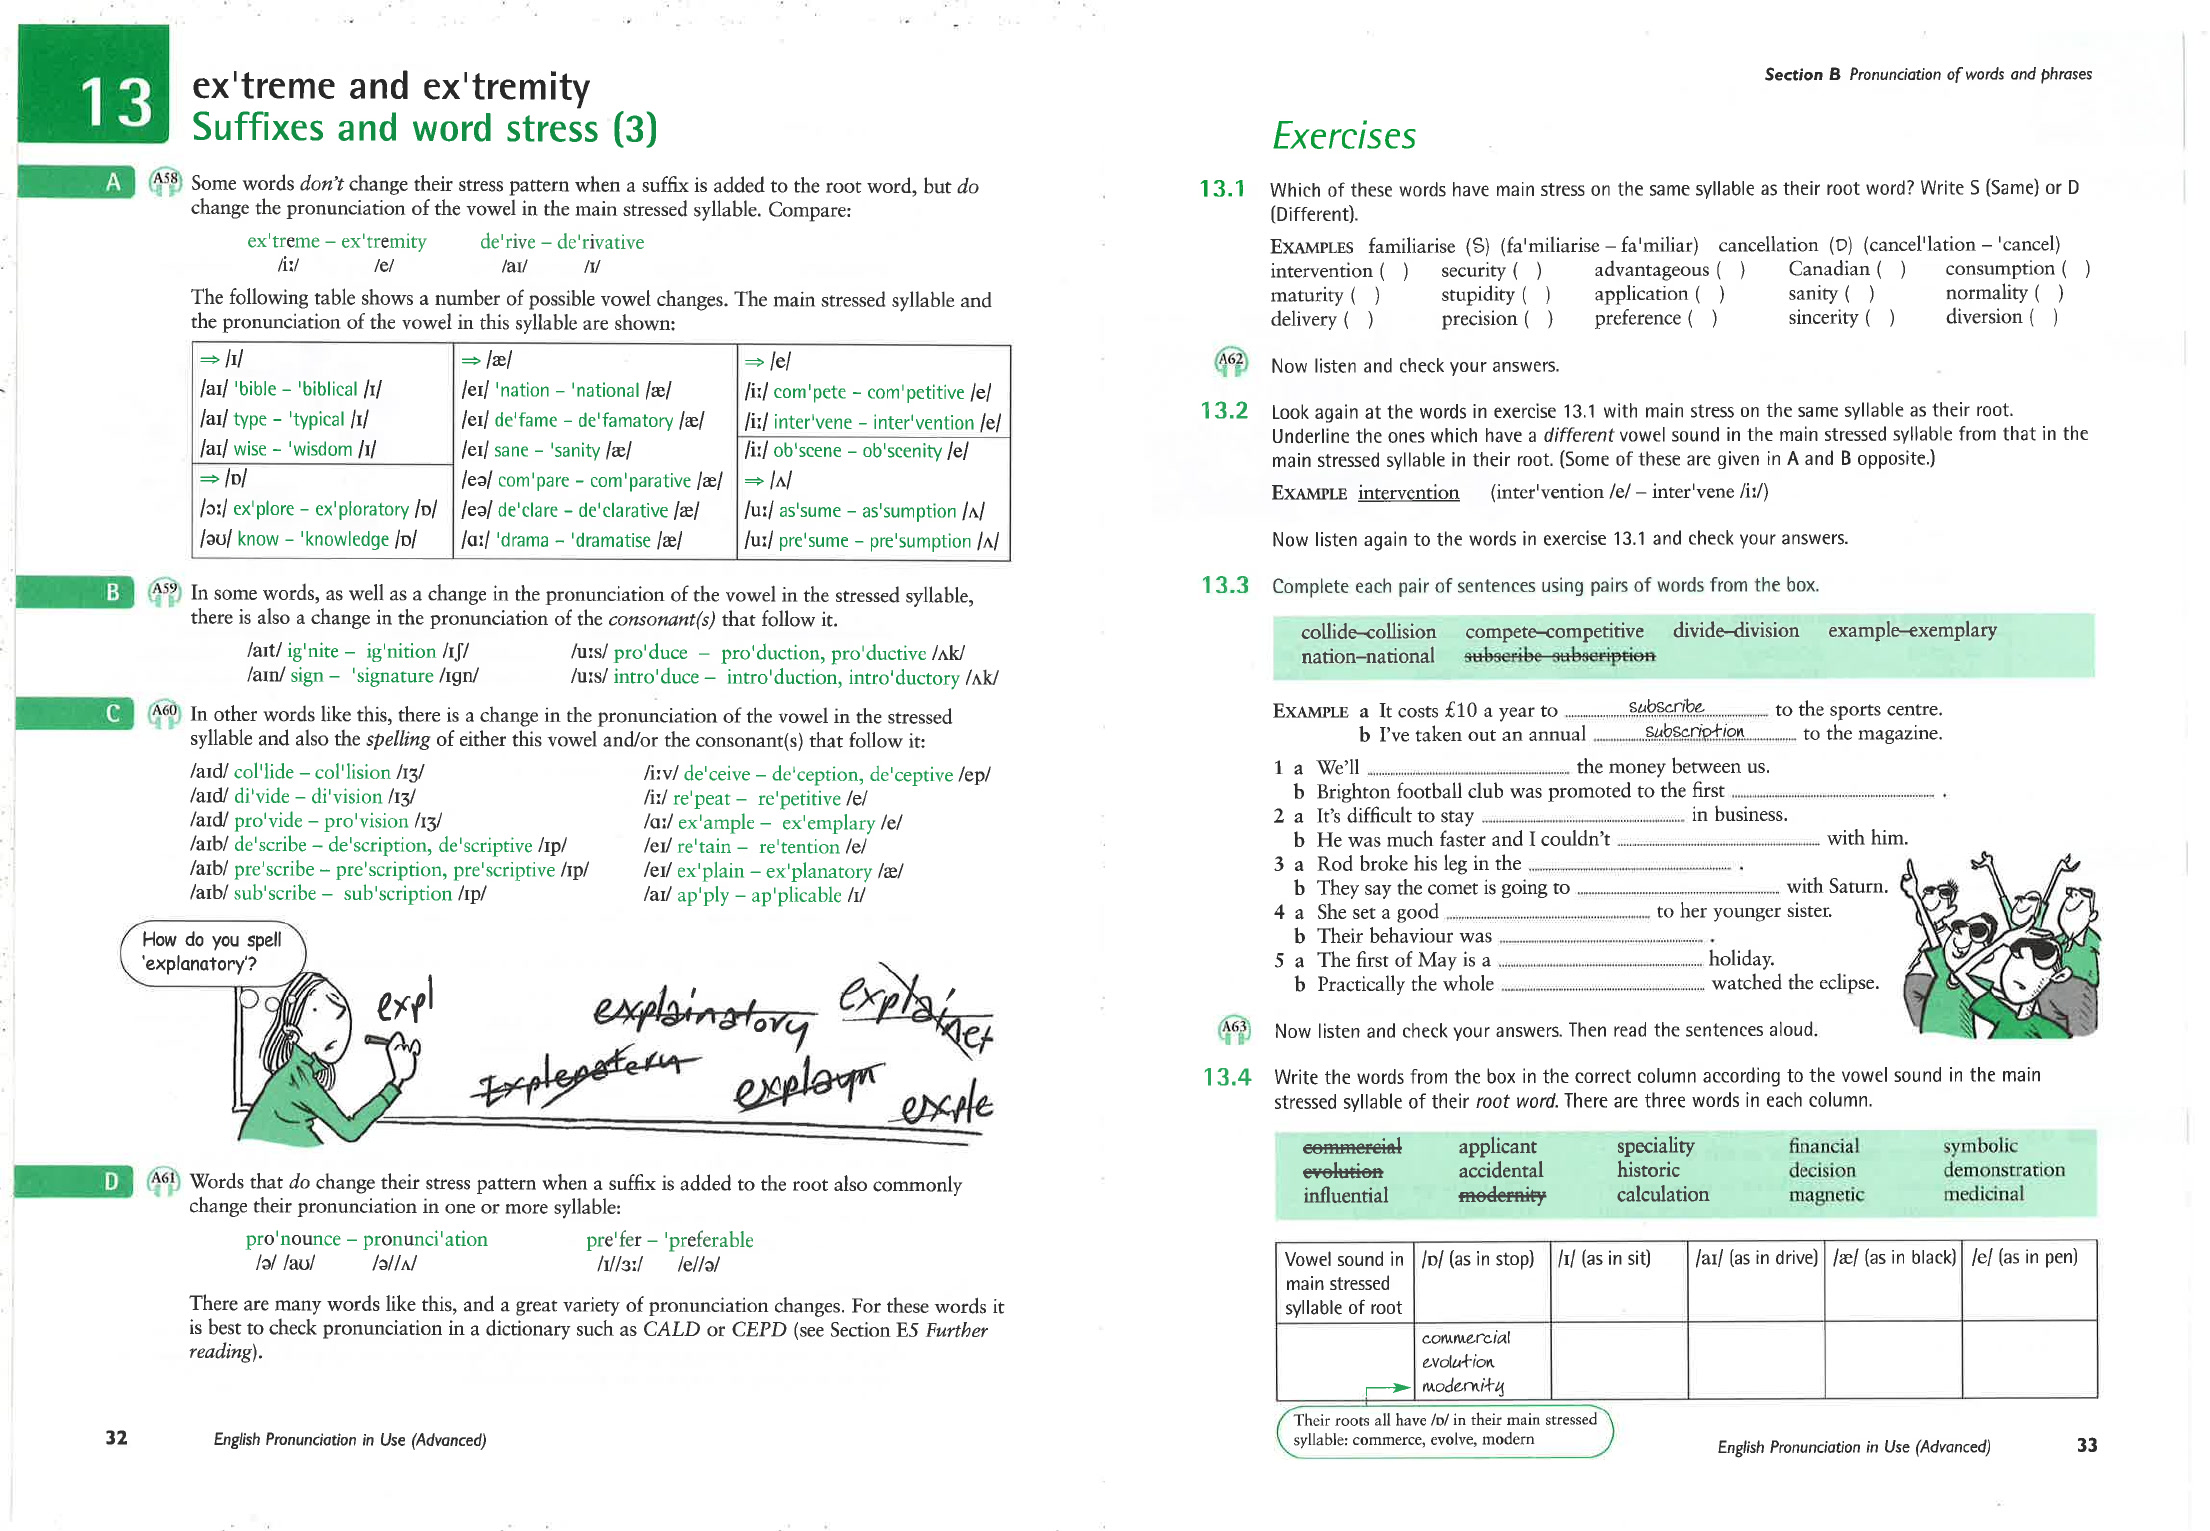 13
ex'treme and ex'tremity
Suffixes and word stress (3)
A
A58
Some words don't change their stress pattern when a suffix is added to the root word, but do
change the pronunciation of the vowel in the main stressed syllable. Compare:
ex'treme – ex'tremity de'rive – de'rivative
/iː/ /e/ /aɪ/ /ɪ/
The following table shows a number of possible vowel changes. The main stressed syllable and
the pronunciation of the vowel in this syllable are shown:
⇒ /ɪ/
/aɪ/ 'bible – 'biblical /ɪ/
/aɪ/ type – 'typical /ɪ/
/aɪ/ wise – 'wisdom /ɪ/
⇒ /ɒ/
/ɔː/ ex'plore – ex'ploratory /ɒ/
/əʊ/ know – 'knowledge /ɒ/
⇒ /æ/
/eɪ/ 'nation – 'national /æ/
/eɪ/ de'fame – de'famatory /æ/
/eɪ/ sane – 'sanity /æ/
/eə/ com'pare – com'parative /æ/
/eə/ de'clare – de'clarative /æ/
/ɑː/ 'drama – 'dramatise /æ/
⇒ /e/
/iː/ com'pete – com'petitive /e/
/iː/ inter'vene – inter'vention /e/
/iː/ ob'scene – ob'scenity /e/
⇒ /ʌ/
/uː/ as'sume – as'sumption /ʌ/
/uː/ pre'sume – pre'sumption /ʌ/
B
A59
In some words, as well as a change in the pronunciation of the vowel in the stressed syllable,
there is also a change in the pronunciation of the consonant(s) that follow it.
/aɪt/ ig'nite – ig'nition /ɪʃ/ /uːs/ pro'duce – pro'duction, pro'ductive /ʌk/
/aɪn/ sign – 'signature /ɪgn/ /uːs/ intro'duce – intro'duction, intro'ductory /ʌk/
C
A60
In other words like this, there is a change in the pronunciation of the vowel in the stressed
syllable and also the spelling of either this vowel and/or the consonant(s) that follow it:
/aɪd/ col'lide – col'lision /ɪʒ/ /iːv/ de'ceive – de'ception, de'ceptive /ep/
/aɪd/ di'vide – di'vision /ɪʒ/ /iː/ re'peat – re'petitive /e/
/aɪd/ pro'vide – pro'vision /ɪʒ/ /ɑː/ ex'ample – ex'emplary /e/
/aɪb/ de'scribe – de'scription, de'scriptive /ɪp/ /eɪ/ re'tain – re'tention /e/
/aɪb/ pre'scribe – pre'scription, pre'scriptive /ɪp/ /eɪ/ ex'plain – ex'planatory /æ/
/aɪb/ sub'scribe – sub'scription /ɪp/ /aɪ/ ap'ply – ap'plicable /ɪ/
How do you spell
'explanatory'?
expl
explainatory
explainet
explayn
exple
D
A61
Words that do change their stress pattern when a suffix is added to the root also commonly
change their pronunciation in one or more syllable:
pro'nounce – pronunci'ation pre'fer – 'preferable
/ə/ /aʊ/ /ə//ʌ/ /ɪ//ɜː/ /e//ə/
There are many words like this, and a great variety of pronunciation changes. For these words it
is best to check pronunciation in a dictionary such as CALD or CEPD (see Section E5 Further
reading).
32 English Pronunciation in Use (Advanced)
Section B Pronunciation of words and phrases
Exercises
13.1 Which of these words have main stress on the same syllable as their root word? Write S (Same) or D
(Different).
EXAMPLES familiarise (S) (fa'miliarise – fa'miliar) cancellation (D) (cancel'lation – 'cancel)
intervention ( ) security ( ) advantageous ( ) Canadian ( ) consumption ( )
maturity ( ) stupidity ( ) application ( ) sanity ( ) normality ( )
delivery ( ) precision ( ) preference ( ) sincerity ( ) diversion ( )
A62
Now listen and check your answers.
13.2 Look again at the words in exercise 13.1 with main stress on the same syllable as their root.
Underline the ones which have a different vowel sound in the main stressed syllable from that in the
main stressed syllable in their root. (Some of these are given in A and B opposite.)
EXAMPLE intervention (inter'vention /e/ – inter'vene /iː/)
Now listen again to the words in exercise 13.1 and check your answers.
13.3 Complete each pair of sentences using pairs of words from the box.
collide–collision compete–competitive divide–division example–exemplary
nation–national subscribe–subscription
EXAMPLE a It costs £10 a year to subscribe to the sports centre.
b I've taken out an annual subscription to the magazine.
1 a We'll the money between us.
b Brighton football club was promoted to the first .
2 a It's difficult to stay in business.
b He was much faster and I couldn't with him.
3 a Rod broke his leg in the .
b They say the comet is going to with Saturn.
4 a She set a good to her younger sister.
b Their behaviour was .
5 a The first of May is a holiday.
b Practically the whole watched the eclipse.
A63
Now listen and check your answers. Then read the sentences aloud.
13.4 Write the words from the box in the correct column according to the vowel sound in the main
stressed syllable of their root word. There are three words in each column.
commercial applicant speciality financial symbolic
evolution accidental historic decision demonstration
influential modernity calculation magnetic medicinal
Vowel sound in
main stressed
syllable of root
/ɒ/ (as in stop) /ɪ/ (as in sit) /aɪ/ (as in drive) /æ/ (as in black) /e/ (as in pen)
commercial
evolution
modernity
Their roots all have /ɒ/ in their main stressed
syllable: commerce, evolve, modern
English Pronunciation in Use (Advanced) 33